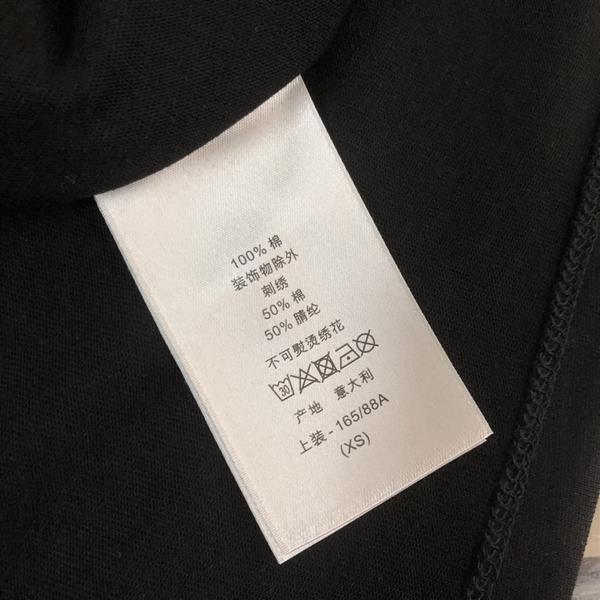 100% 棉
装饰物除外
刺绣
50% 棉
50% 腈纶
不可熨烫绣花
30
产地 意大利
上装 - 165/88A
(XS)